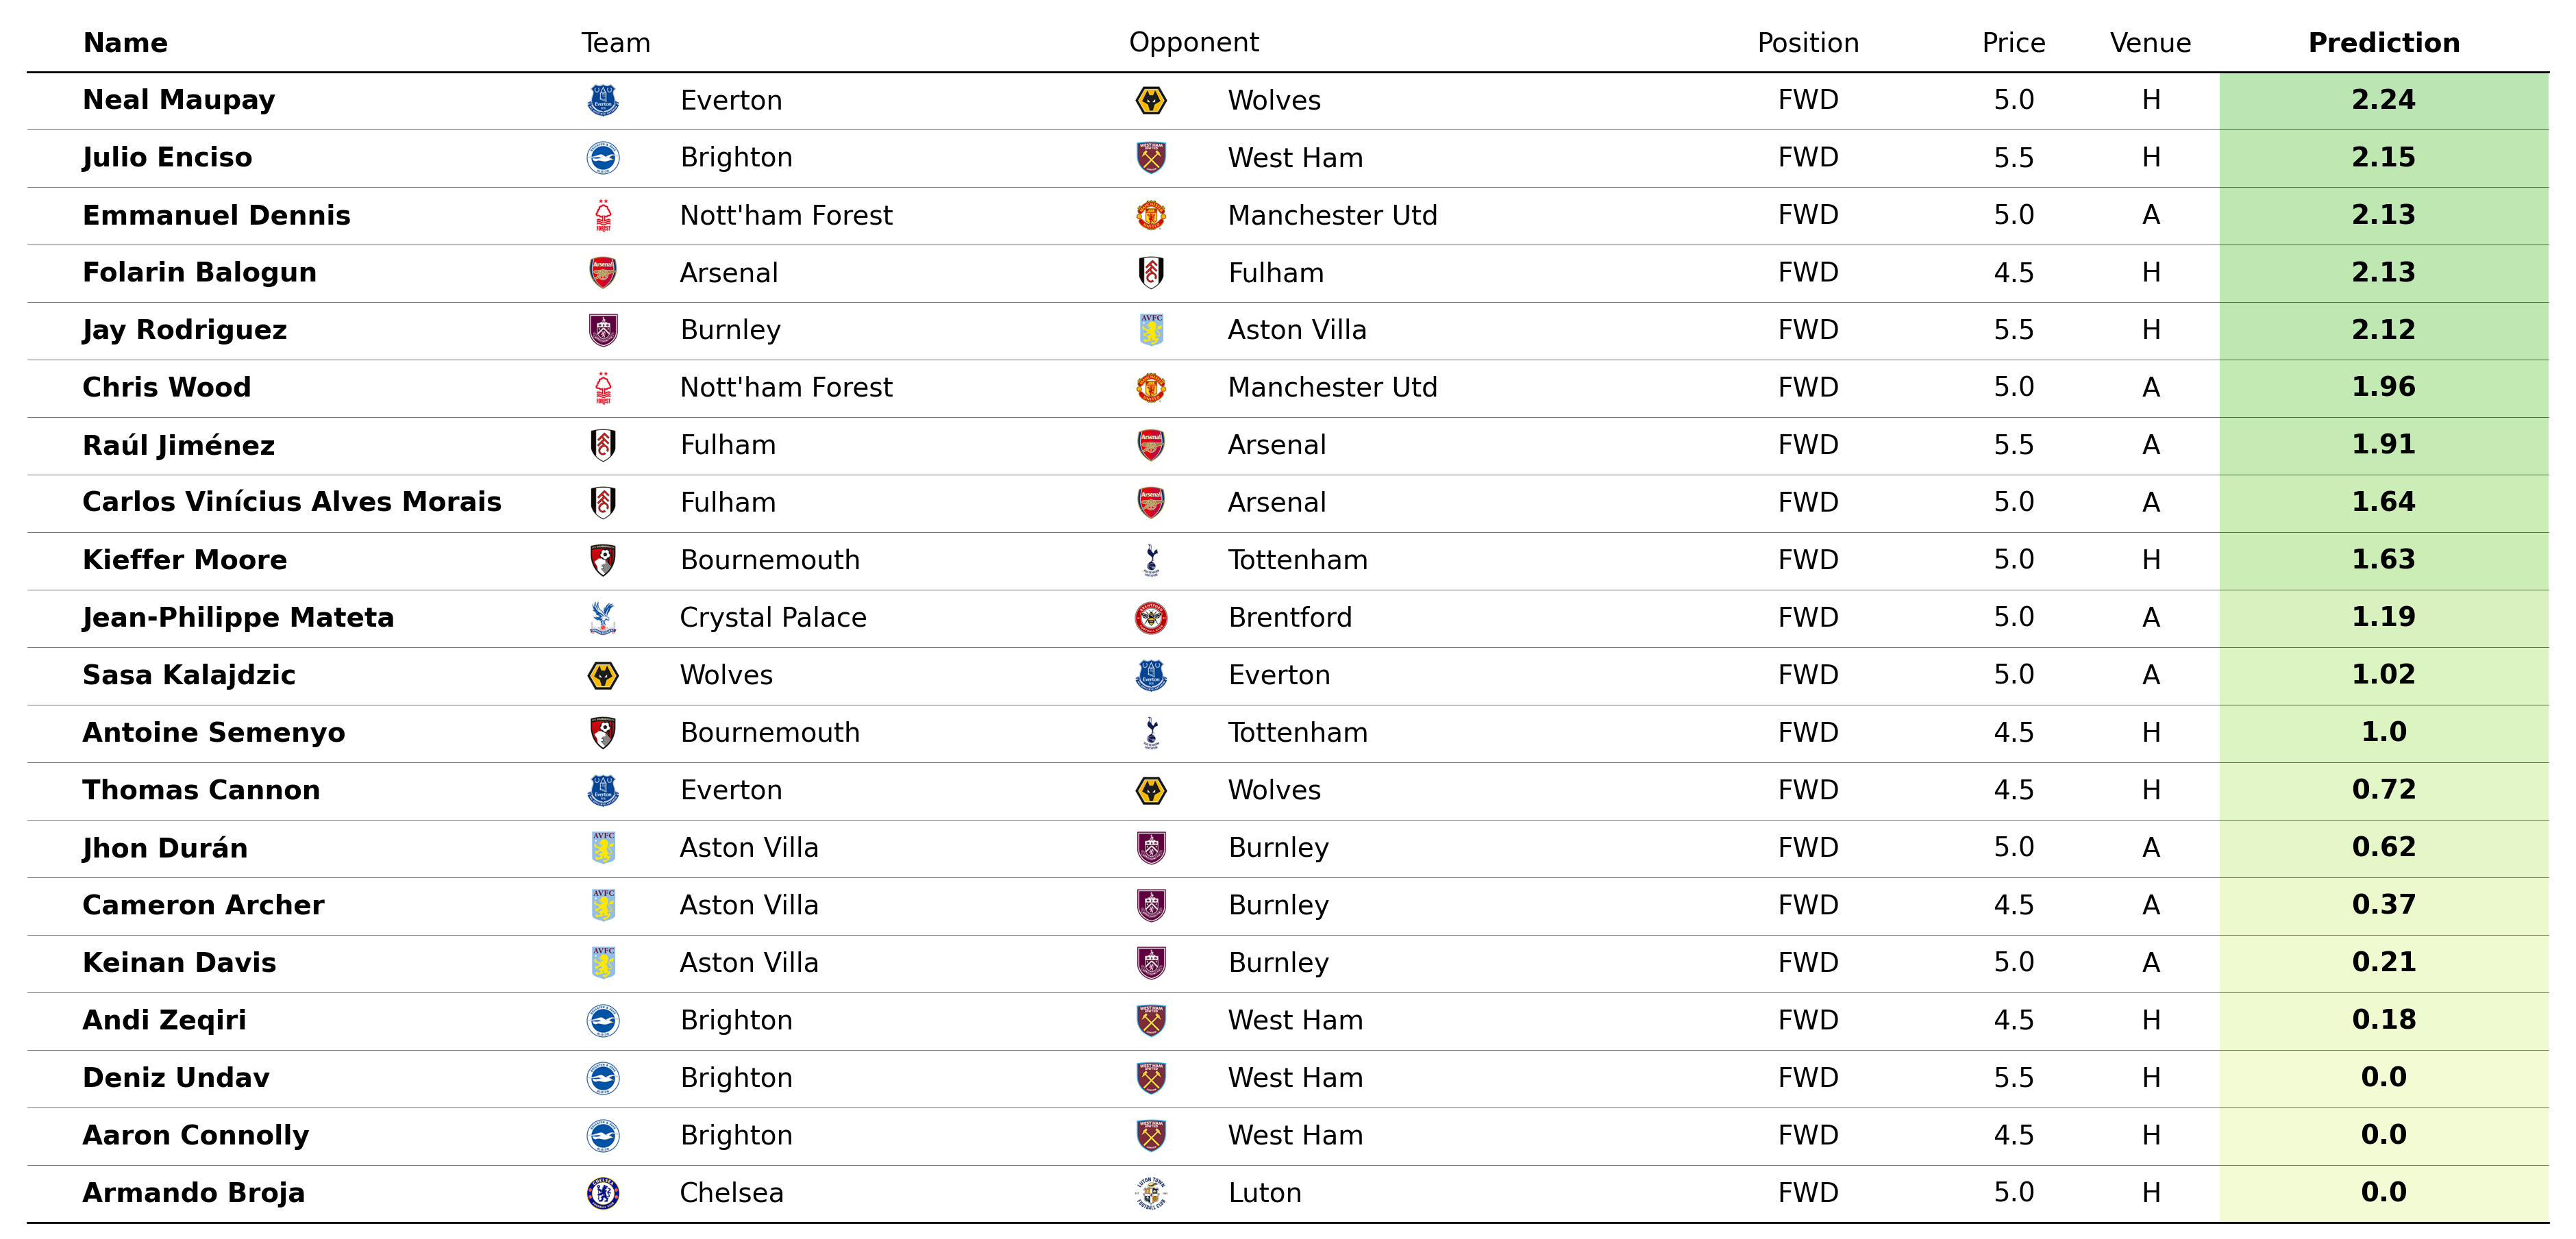 Name Team Opponent Position Price Venue Prediction
Neal Maupay Everton Wolves FWD 5.0 H 2.24
Julio Enciso Brighton West Ham FWD 5.5 H 2.15
Emmanuel Dennis Nott'ham Forest Manchester Utd FWD 5.0 A 2.13
Folarin Balogun Arsenal Fulham FWD 4.5 H 2.13
Jay Rodriguez Burnley Aston Villa FWD 5.5 H 2.12
Chris Wood Nott'ham Forest Manchester Utd FWD 5.0 A 1.96
Raúl Jiménez Fulham Arsenal FWD 5.5 A 1.91
Carlos Vinícius Alves Morais Fulham Arsenal FWD 5.0 A 1.64
Kieffer Moore Bournemouth Tottenham FWD 5.0 H 1.63
Jean-Philippe Mateta Crystal Palace Brentford FWD 5.0 A 1.19
Sasa Kalajdzic Wolves Everton FWD 5.0 A 1.02
Antoine Semenyo Bournemouth Tottenham FWD 4.5 H 1.0
Thomas Cannon Everton Wolves FWD 4.5 H 0.72
Jhon Durán Aston Villa Burnley FWD 5.0 A 0.62
Cameron Archer Aston Villa Burnley FWD 4.5 A 0.37
Keinan Davis Aston Villa Burnley FWD 5.0 A 0.21
Andi Zeqiri Brighton West Ham FWD 4.5 H 0.18
Deniz Undav Brighton West Ham FWD 5.5 H 0.0
Aaron Connolly Brighton West Ham FWD 4.5 H 0.0
Armando Broja Chelsea Luton FWD 5.0 H 0.0